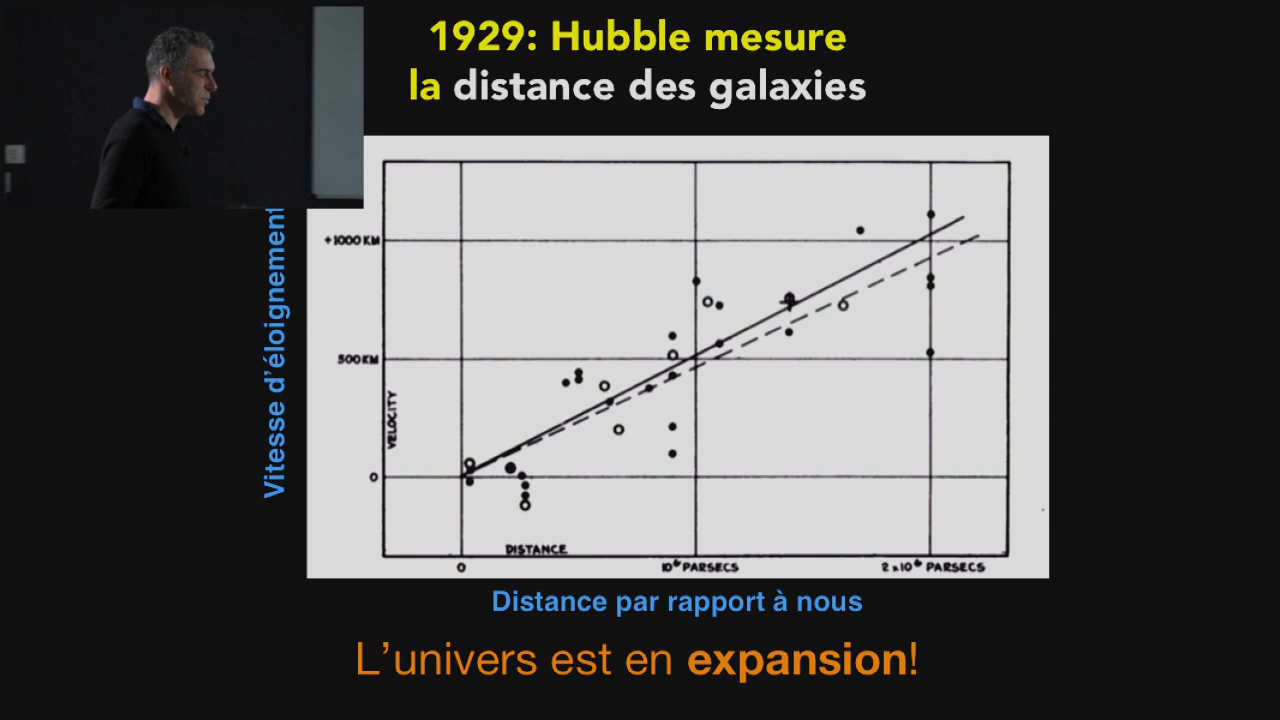 1929: Hubble mesure
la distance des galaxies
Vitesse d'éloignement
+1000 KM
500 KM
VELOCITY
0
DISTANCE
0
10⁶ PARSECS
2 x 10⁶ PARSECS
Distance par rapport à nous
L'univers est en expansion!